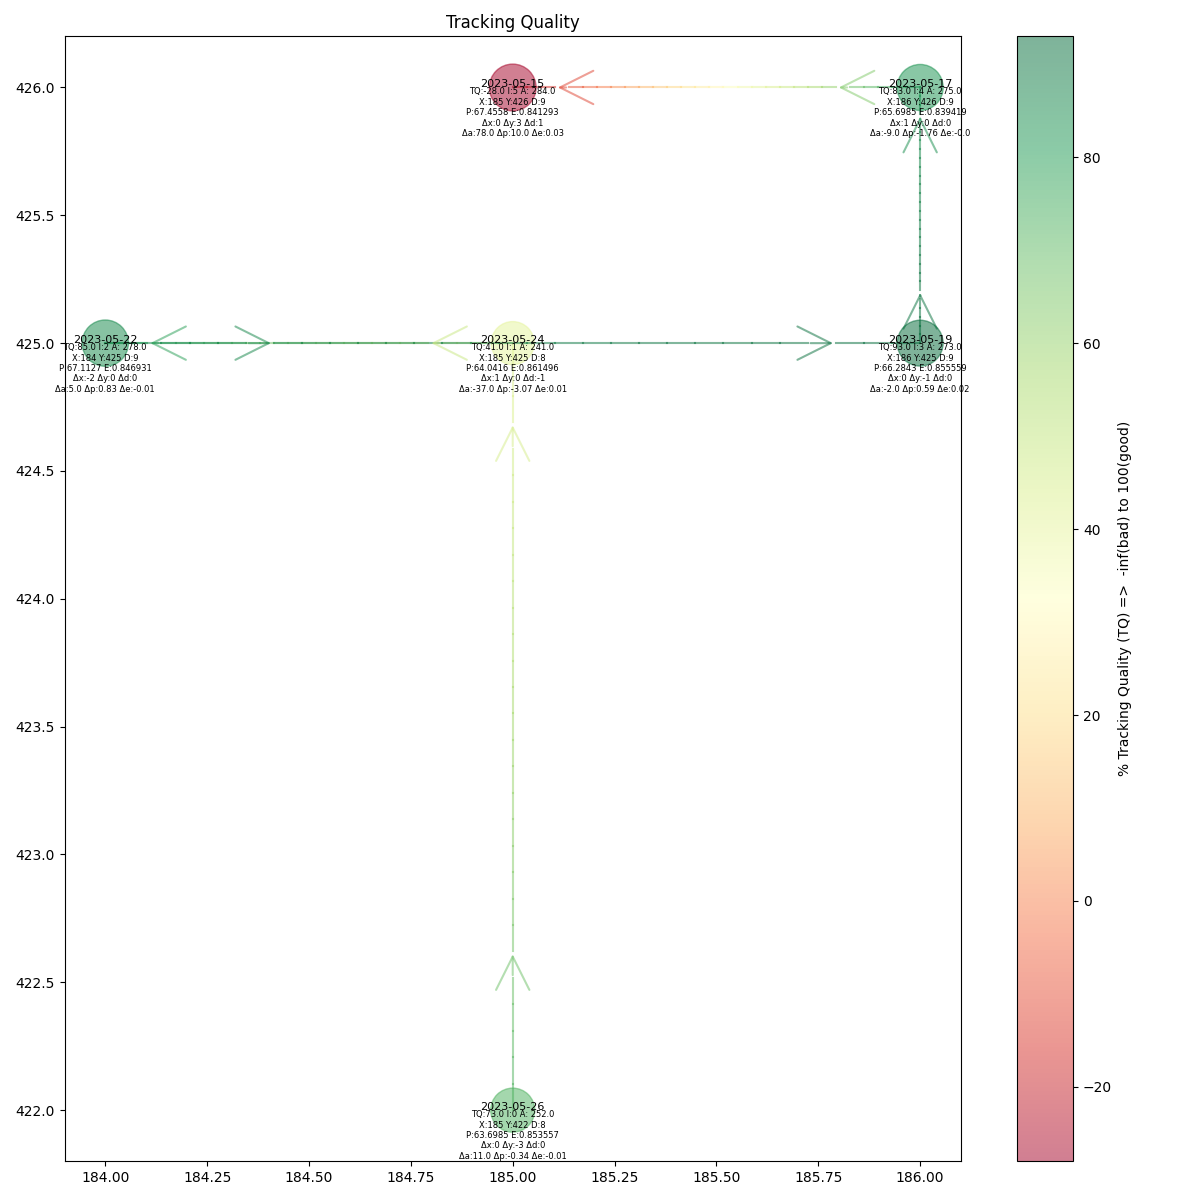 Tracking Quality
426.0
425.5
425.0
424.5
424.0
423.5
423.0
422.5
422.0
2023-05-15
TQ:-28.0 I:5 A: 284.0
X:185 Y:426 D:9
P:67.4558 E:0.841293
Δx:0 Δy:3 Δd:1
Δa:78.0 Δp:10.0 Δe:0.03
2023-05-17
TQ:83.0 I:4 A: 275.0
X:186 Y:426 D:9
P:65.6985 E:0.839419
Δx:1 Δy:0 Δd:0
Δa:-9.0 Δp:-1.76 Δe:-0.0
2023-05-22
TQ:85.0 I:2 A: 278.0
X:184 Y:425 D:9
P:67.1127 E:0.846931
Δx:-2 Δy:0 Δd:0
Δa:5.0 Δp:0.83 Δe:-0.01
2023-05-24
TQ:41.0 I:1 A: 241.0
X:185 Y:425 D:8
P:64.0416 E:0.861496
Δx:1 Δy:0 Δd:-1
Δa:-37.0 Δp:-3.07 Δe:0.01
2023-05-19
TQ:93.0 I:3 A: 273.0
X:186 Y:425 D:9
P:66.2843 E:0.855559
Δx:0 Δy:-1 Δd:0
Δa:-2.0 Δp:0.59 Δe:0.02
2023-05-26
TQ:73.0 I:0 A: 252.0
X:185 Y:422 D:8
P:63.6985 E:0.853557
Δx:0 Δy:-3 Δd:0
Δa:11.0 Δp:-0.34 Δe:-0.01
184.00 184.25 184.50 184.75 185.00 185.25 185.50 185.75 186.00
80
60
40
20
0
−20
% Tracking Quality (TQ) => -inf(bad) to 100(good)